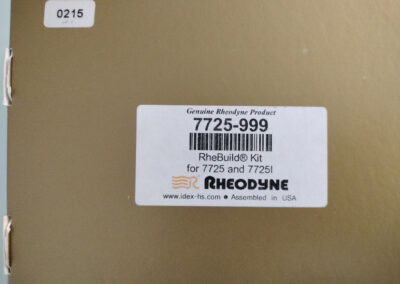 0215
Genuine Rheodyne Product
7725-999
RheBuild® Kit
for 7725 and 7725I
RHEODYNE
www.idex-hs.com ● Assembled in USA